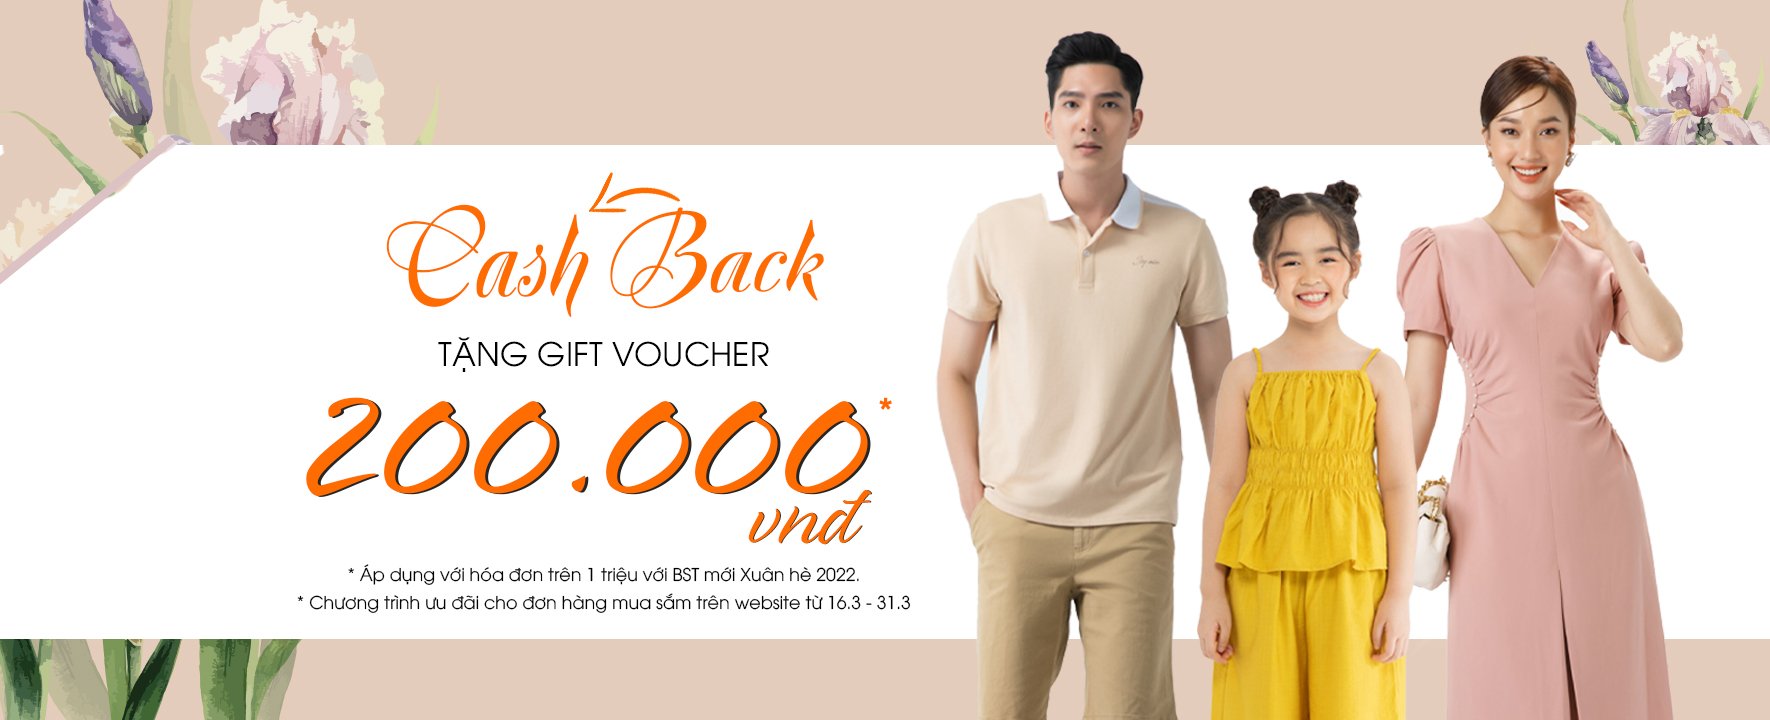 Cash Back
TẶNG GIFT VOUCHER
200.000*
vnđ
* Áp dụng với hóa đơn trên 1 triệu với BST mới Xuân hè 2022.
* Chương trình ưu đãi cho đơn hàng mua sắm trên website từ 16.3 - 31.3